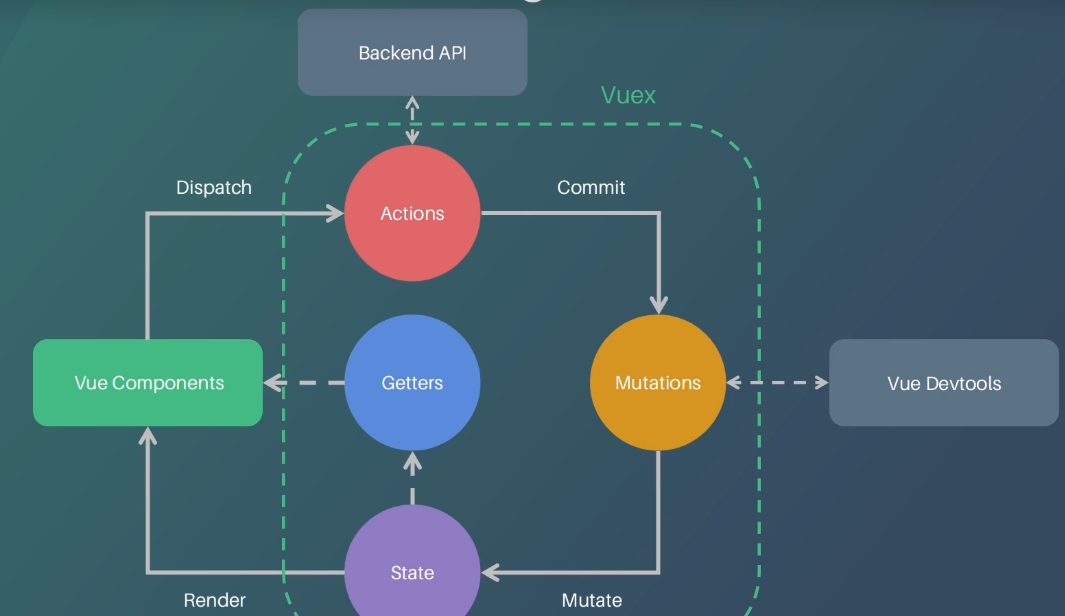 Backend API
Vuex
Dispatch
Commit
Actions
Vue Components
Getters
Mutations
Vue Devtools
State
Render
Mutate